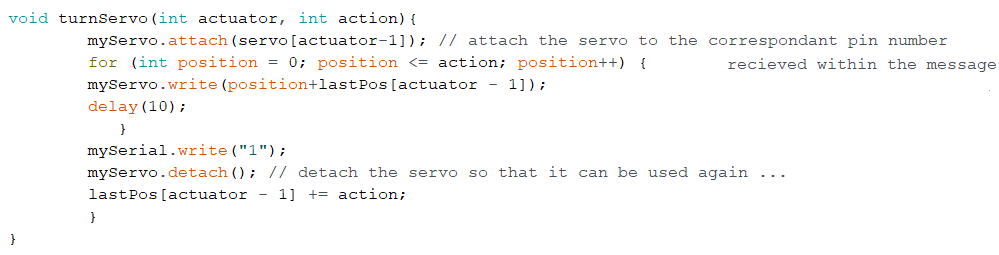 void turnServo(int actuator, int action){
myServo.attach(servo[actuator-1]); // attach the servo to the correspondant pin number
for (int position = 0; position <= action; position++) { recieved within the message
myServo.write(position+lastPos[actuator - 1]);
delay(10);
}
mySerial.write("1");
myServo.detach(); // detach the servo so that it can be used again ...
lastPos[actuator - 1] += action;
}
}